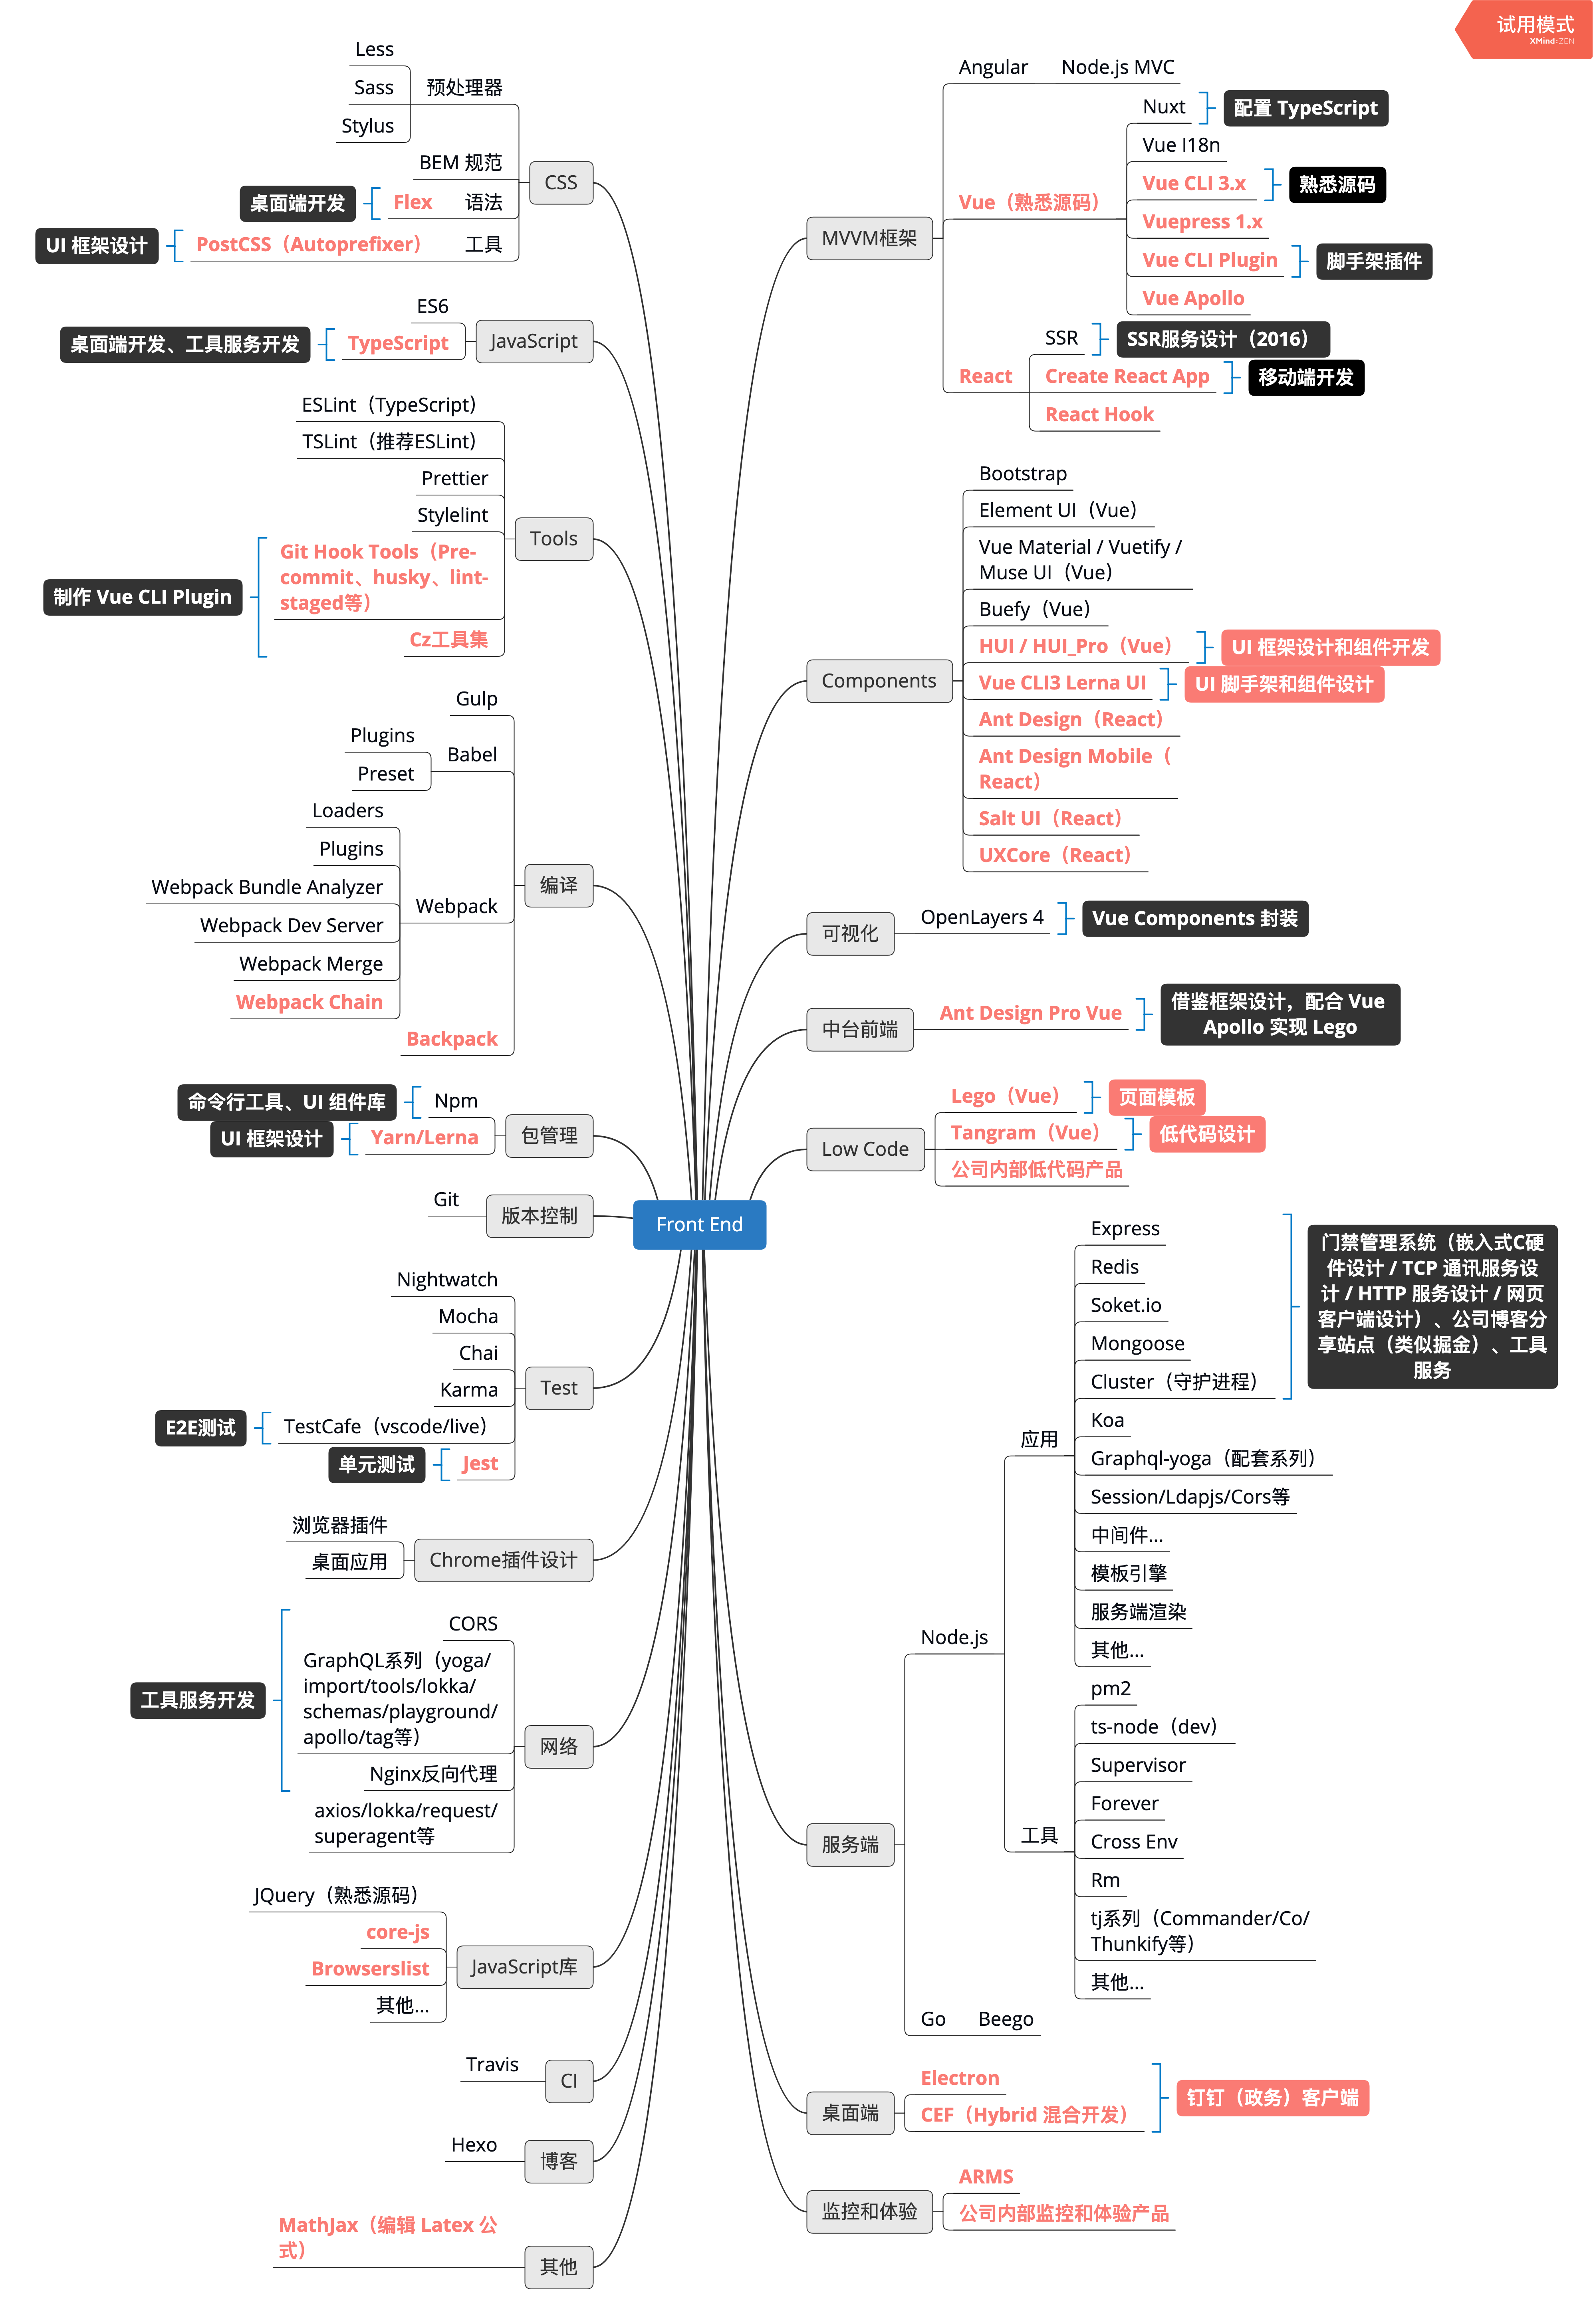 试用模式
XMind:ZEN
Front End
CSS
预处理器
Less
Sass
Stylus
BEM 规范
语法
Flex
桌面端开发
工具
PostCSS（Autoprefixer）
UI 框架设计
JavaScript
ES6
TypeScript
桌面端开发、工具服务开发
Tools
ESLint（TypeScript）
TSLint（推荐ESLint）
Prettier
Stylelint
Git Hook Tools（Pre-
commit、husky、lint-
staged等）
Cz工具集
制作 Vue CLI Plugin
编译
Gulp
Babel
Plugins
Preset
Webpack
Loaders
Plugins
Webpack Bundle Analyzer
Webpack Dev Server
Webpack Merge
Webpack Chain
Backpack
包管理
Npm
命令行工具、UI 组件库
Yarn/Lerna
UI 框架设计
版本控制
Git
Test
Nightwatch
Mocha
Chai
Karma
TestCafe（vscode/live）
E2E测试
Jest
单元测试
Chrome插件设计
浏览器插件
桌面应用
网络
CORS
GraphQL系列（yoga/
import/tools/lokka/
schemas/playground/
apollo/tag等）
Nginx反向代理
工具服务开发
axios/lokka/request/
superagent等
JavaScript库
JQuery（熟悉源码）
core-js
Browserslist
其他...
CI
Travis
博客
Hexo
其他
MathJax（编辑 Latex 公
式）
MVVM框架
Angular
Node.js MVC
Vue（熟悉源码）
Nuxt
配置 TypeScript
Vue I18n
Vue CLI 3.x
熟悉源码
Vuepress 1.x
Vue CLI Plugin
脚手架插件
Vue Apollo
React
SSR
SSR服务设计（2016）
Create React App
移动端开发
React Hook
Components
Bootstrap
Element UI（Vue）
Vue Material / Vuetify /
Muse UI（Vue）
Buefy（Vue）
HUI / HUI_Pro（Vue）
UI 框架设计和组件开发
Vue CLI3 Lerna UI
UI 脚手架和组件设计
Ant Design（React）
Ant Design Mobile（
React）
Salt UI（React）
UXCore（React）
可视化
OpenLayers 4
Vue Components 封装
中台前端
Ant Design Pro Vue
借鉴框架设计，配合 Vue
Apollo 实现 Lego
Low Code
Lego（Vue）
页面模板
Tangram（Vue）
低代码设计
公司内部低代码产品
服务端
Node.js
应用
Express
Redis
Soket.io
Mongoose
Cluster（守护进程）
门禁管理系统（嵌入式C硬
件设计 / TCP 通讯服务设
计 / HTTP 服务设计 / 网页
客户端设计）、公司博客分
享站点（类似掘金）、工具
服务
Koa
Graphql-yoga（配套系列）
Session/Ldapjs/Cors等
中间件...
模板引擎
服务端渲染
其他...
工具
pm2
ts-node（dev）
Supervisor
Forever
Cross Env
Rm
tj系列（Commander/Co/
Thunkify等）
其他...
Go
Beego
桌面端
Electron
CEF（Hybrid 混合开发）
钉钉（政务）客户端
监控和体验
ARMS
公司内部监控和体验产品